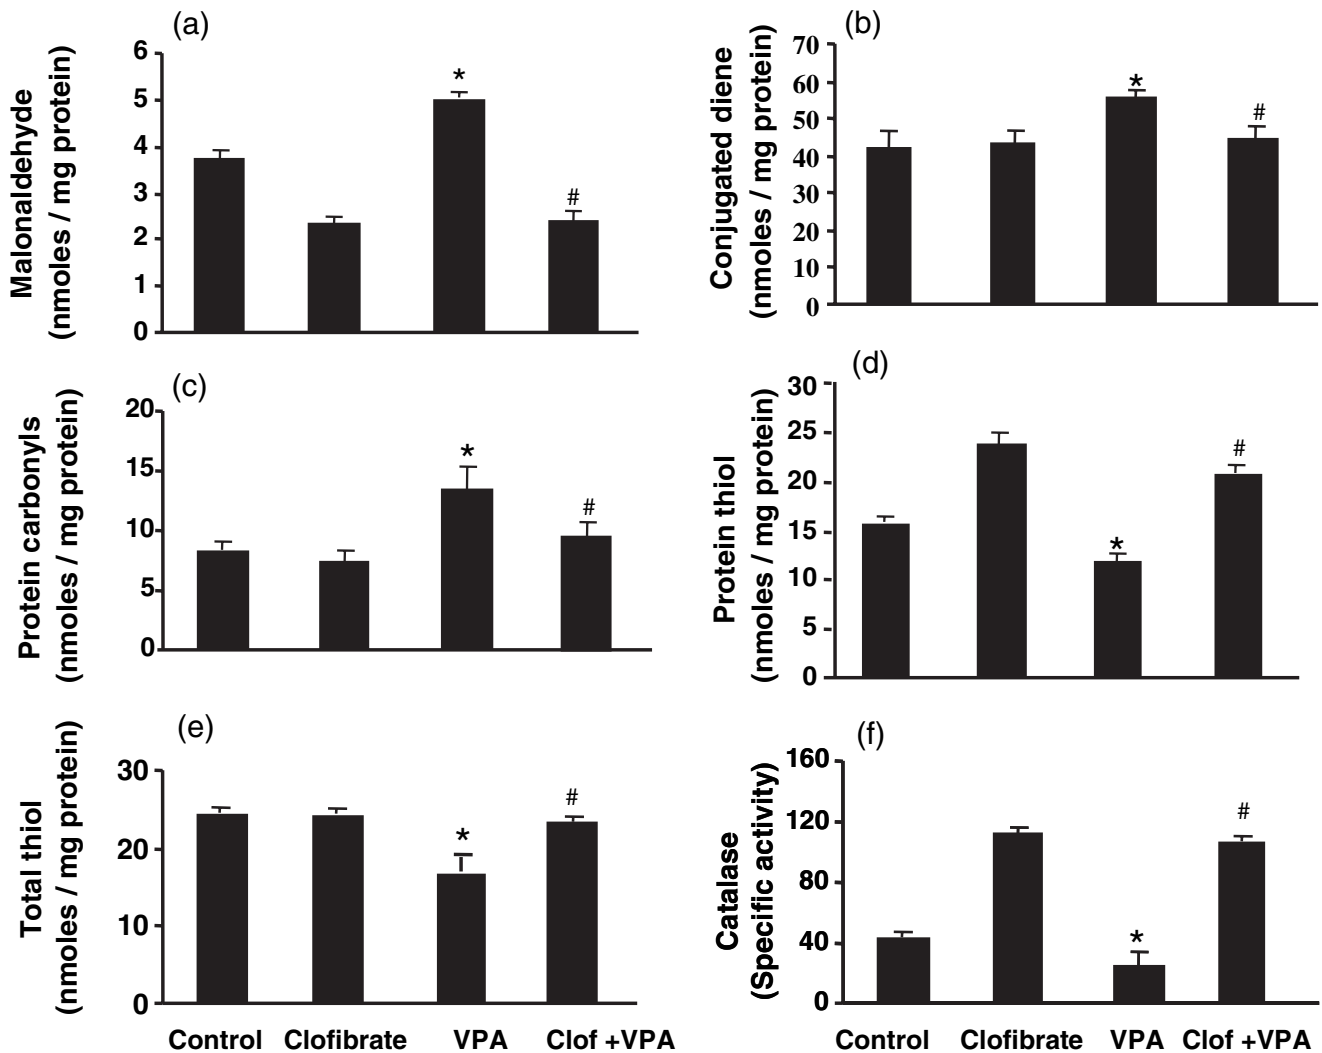 (a)
Malonaldehyde
(nmoles / mg protein)
6
5
4
3
2
1
0
*
#
(b)
Conjugated diene
(nmoles / mg protein)
70
60
50
40
30
20
10
0
*
#
(c)
Protein carbonyls
(nmoles / mg protein)
20
15
10
5
0
*
#
(d)
Protein thiol
(nmoles / mg protein)
30
25
20
15
10
5
0
*
#
(e)
Total thiol
(nmoles / mg protein)
30
20
10
0
*
#
Control Clofibrate VPA Clof +VPA
(f)
Catalase
(Specific activity)
160
120
80
40
0
*
#
Control Clofibrate VPA Clof +VPA